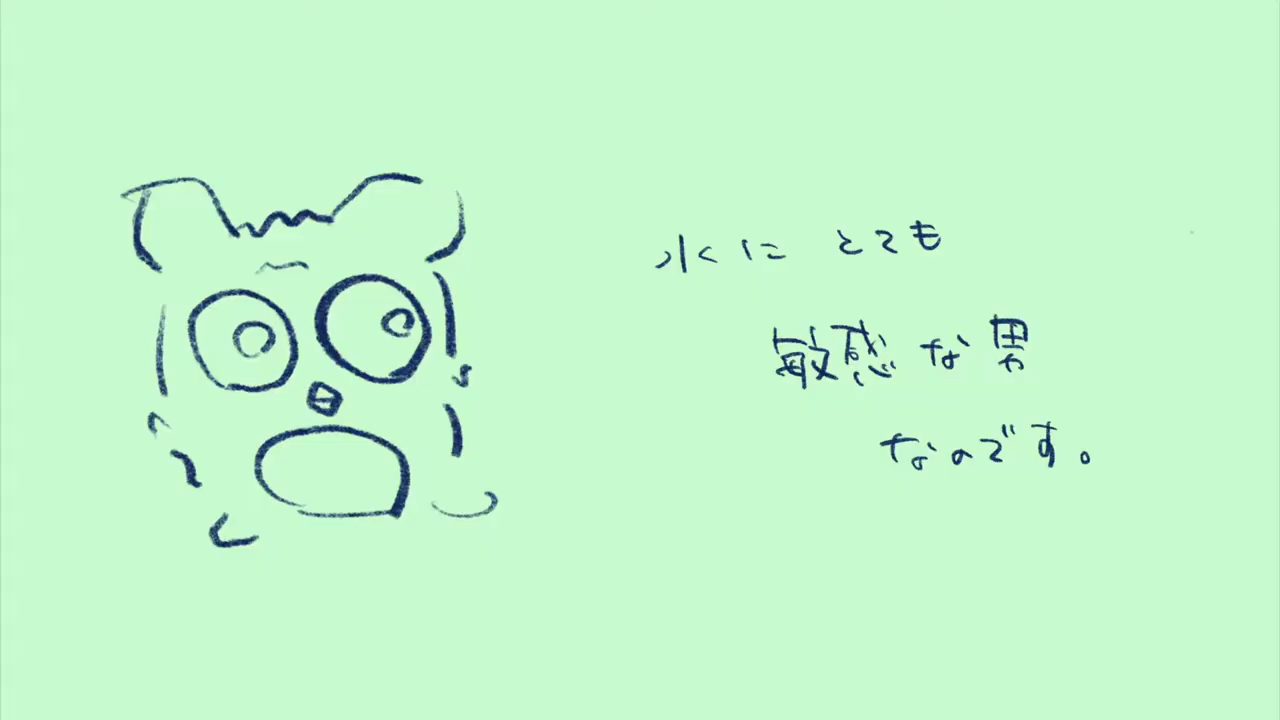 水に とても
敏感な男
なのです。